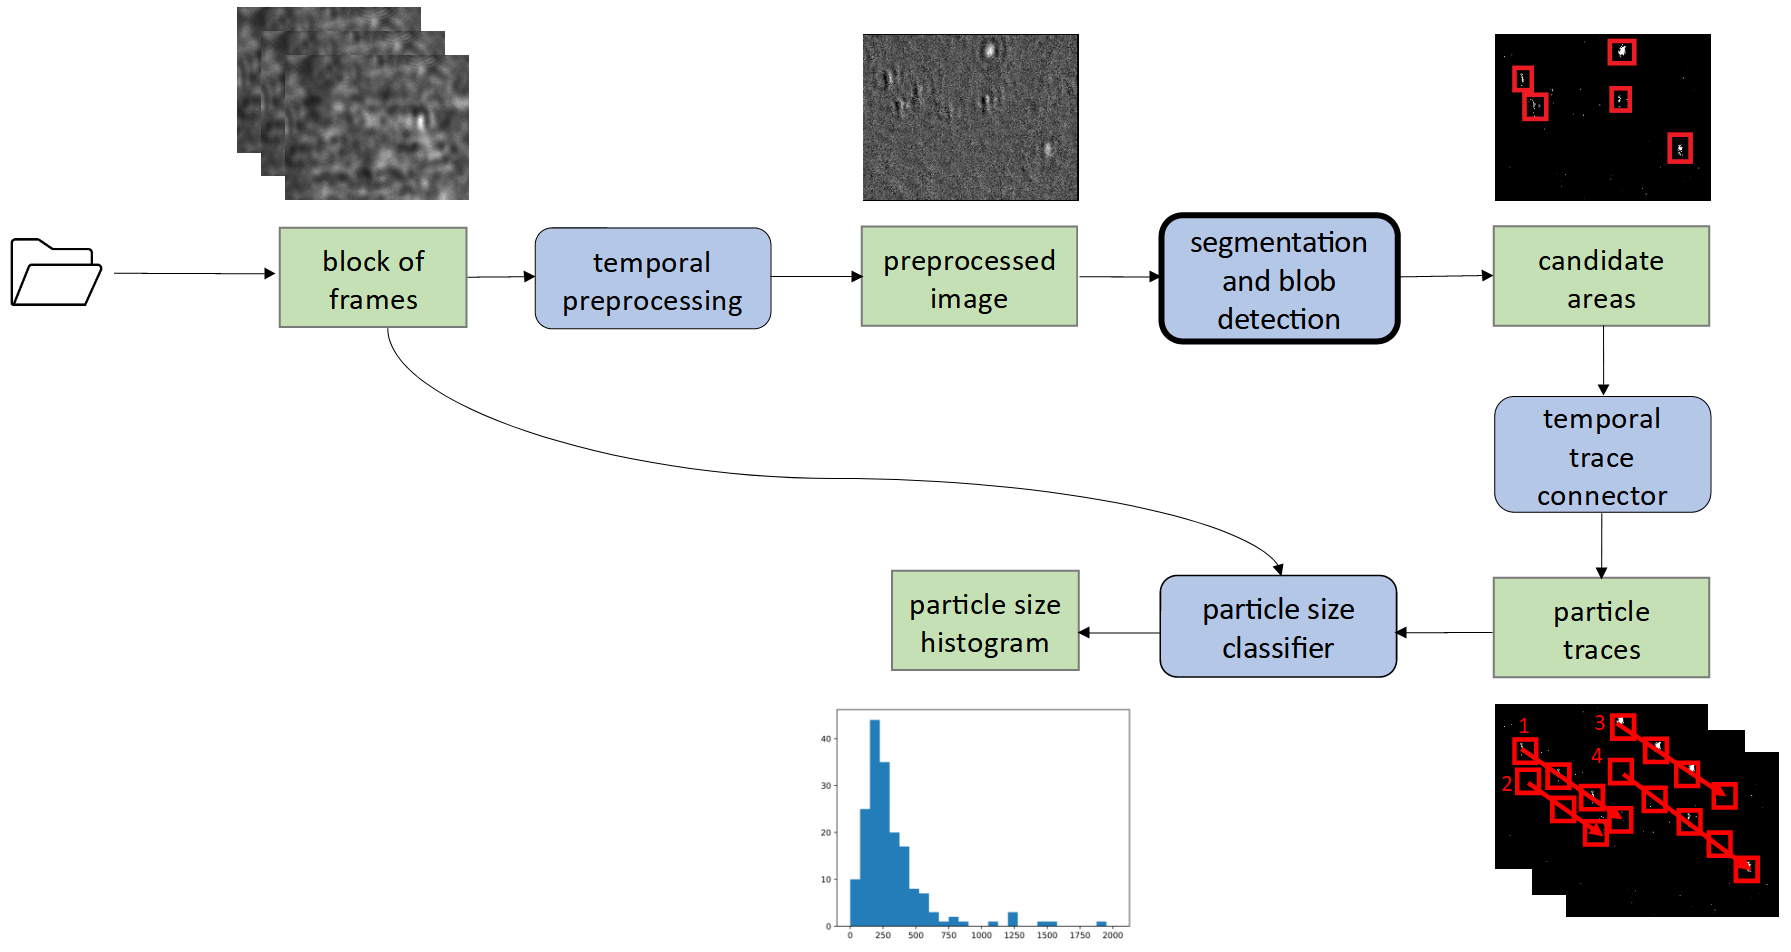 block of
frames
temporal
preprocessing
preprocessed
image
segmentation
and blob
detection
candidate
areas
temporal
trace
connector
particle
traces
particle size
classifier
particle size
histogram
40
30
20
10
0
0 250 500 750 1000 1250 1500 1750 2000
1
2
3
4